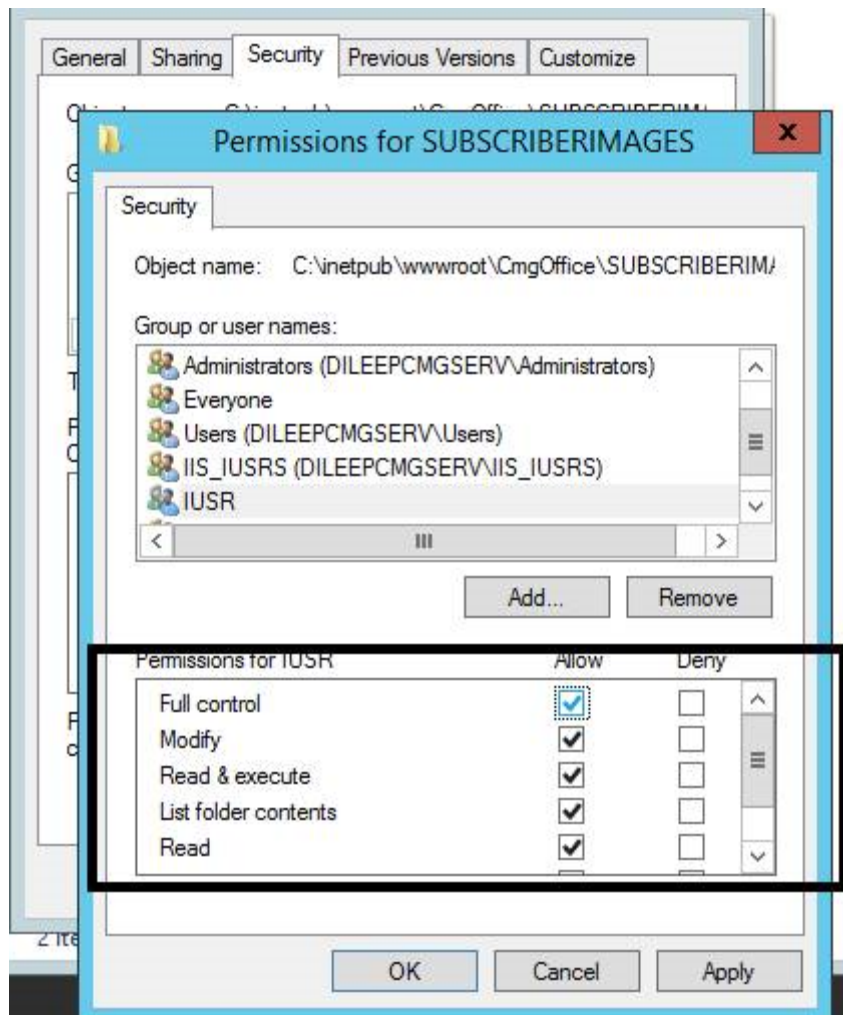 General Sharing Security Previous Versions Customize
Permissions for SUBSCRIBERIMAGES
x
Security
Object name: C:\inetpub\wwwroot\CmgOffice\SUBSCRIBERIMA
Group or user names:
Administrators (DILEEPCMGSERV\Administrators)
Everyone
Users (DILEEPCMGSERV\Users)
IIS_IUSRS (DILEEPCMGSERV\IIS_IUSRS)
IUSR
Add... Remove
Permissions for IUSR Allow Deny
Full control
Modify
Read & execute
List folder contents
Read
OK Cancel Apply